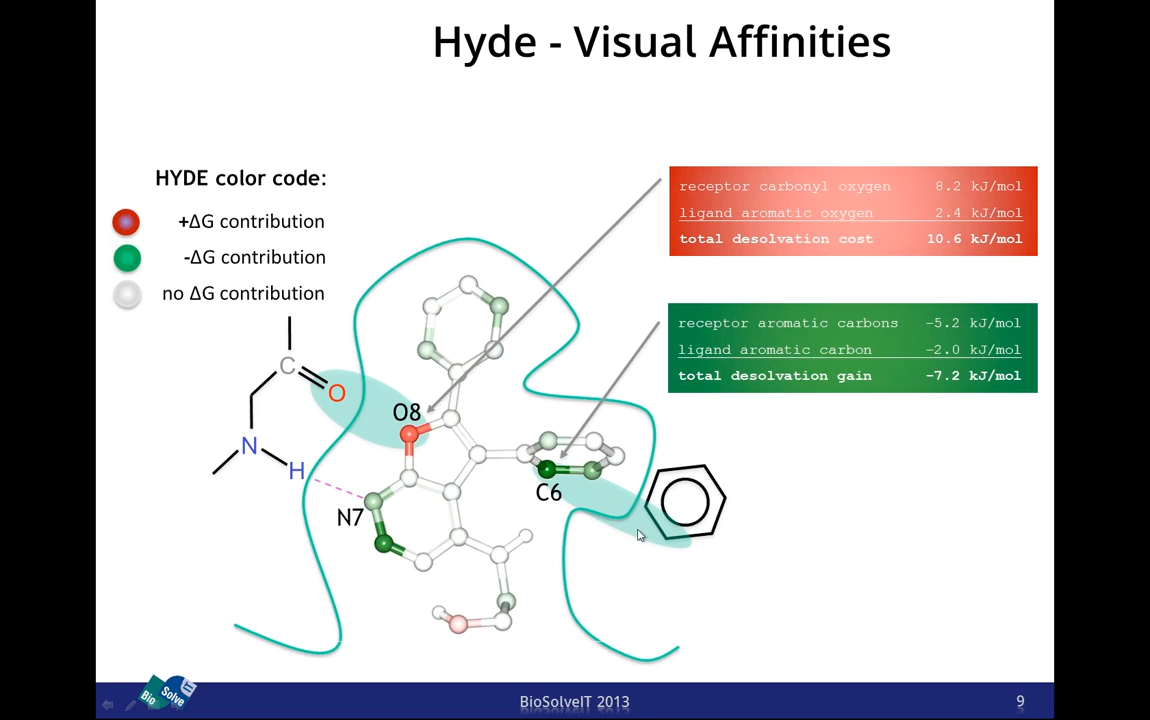 Hyde - Visual Affinities
HYDE color code:
+ΔG contribution
-ΔG contribution
no ΔG contribution
receptor carbonyl oxygen 8.2 kJ/mol
ligand aromatic oxygen 2.4 kJ/mol
total desolvation cost 10.6 kJ/mol
receptor aromatic carbons -5.2 kJ/mol
ligand aromatic carbon -2.0 kJ/mol
total desolvation gain -7.2 kJ/mol
C
O
O8
N
H
C6
N7
Bio Solve IT
BioSolveIT 2013
9